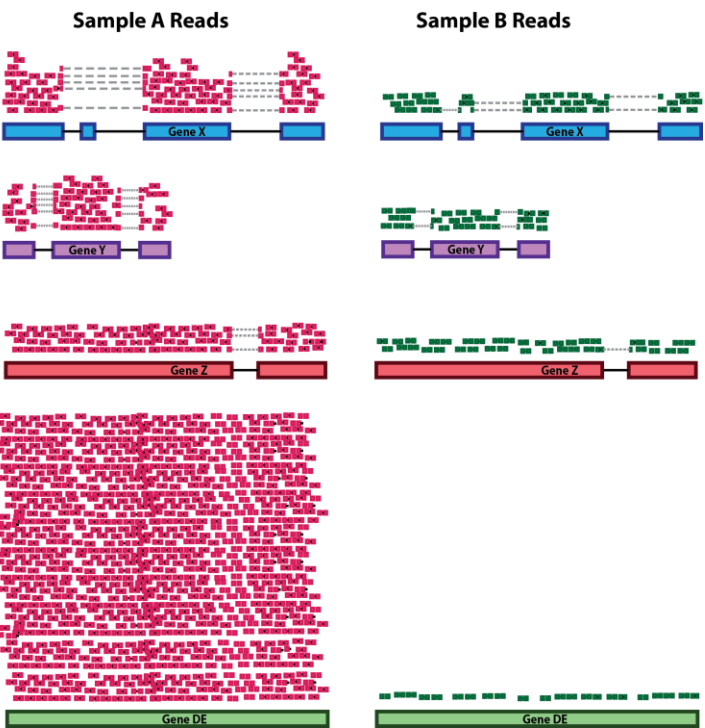 Sample A Reads
Sample B Reads
Gene X
Gene X
Gene Y
Gene Y
Gene Z
Gene Z
Gene DE
Gene DE